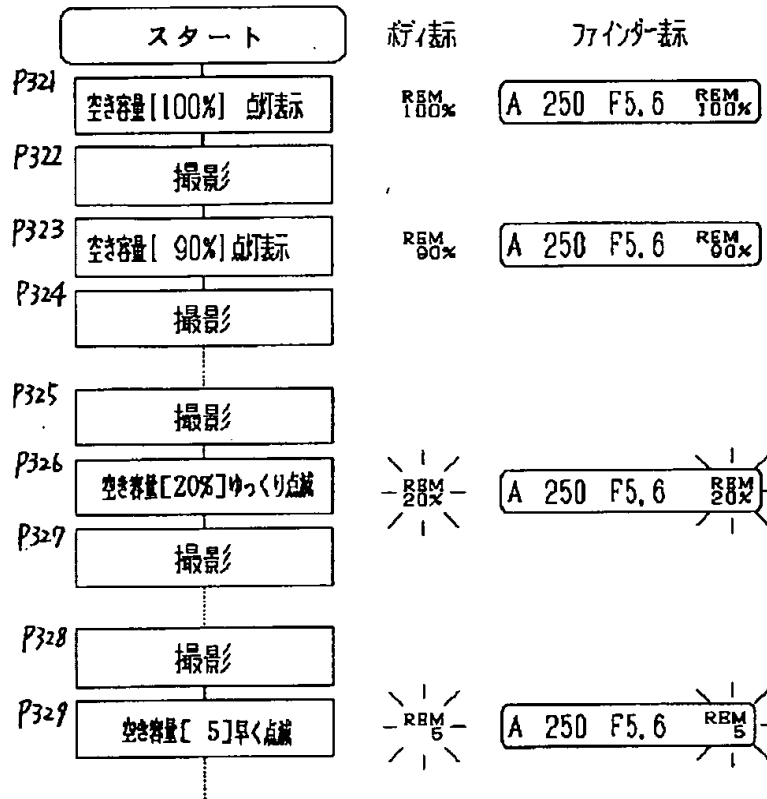 スタート ボディ表示 ファインダー表示
P321 空き容量[100%] 点灯表示 REM 100% A 250 F5.6 REM 100%
P322 撮影
P323 空き容量[ 90%]点灯表示 REM 90% A 250 F5.6 REM 90%
P324 撮影
P325 撮影
P326 空き容量[20%]ゆっくり点滅 REM 20% A 250 F5.6 REM 20%
P327 撮影
P328 撮影
P329 空き容量[ 5]早く点滅 REM 5 A 250 F5.6 REM 5